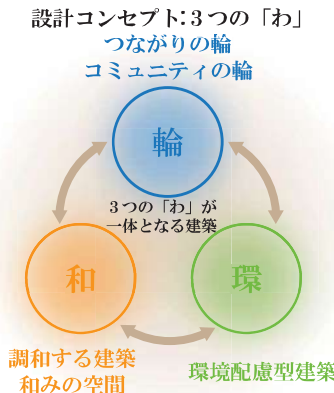 設計コンセプト:３つの「わ」
つながりの輪
コミュニティの輪
輪
３つの「わ」が
一体となる建築
和
環
調和する建築
和みの空間
環境配慮型建築